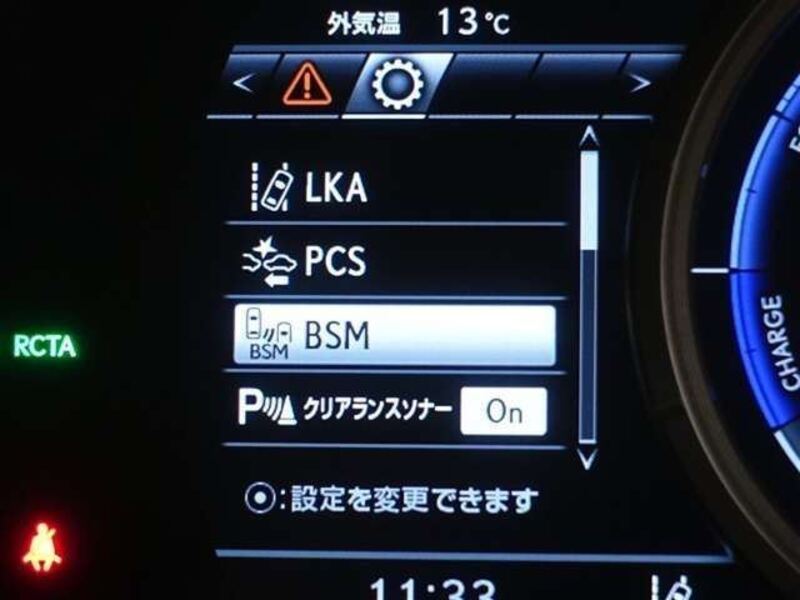 外気温 13℃
LKA
PCS
BSM BSM
P クリアランスソナー On
RCTA
CHARGE
:設定を変更できます
11:33